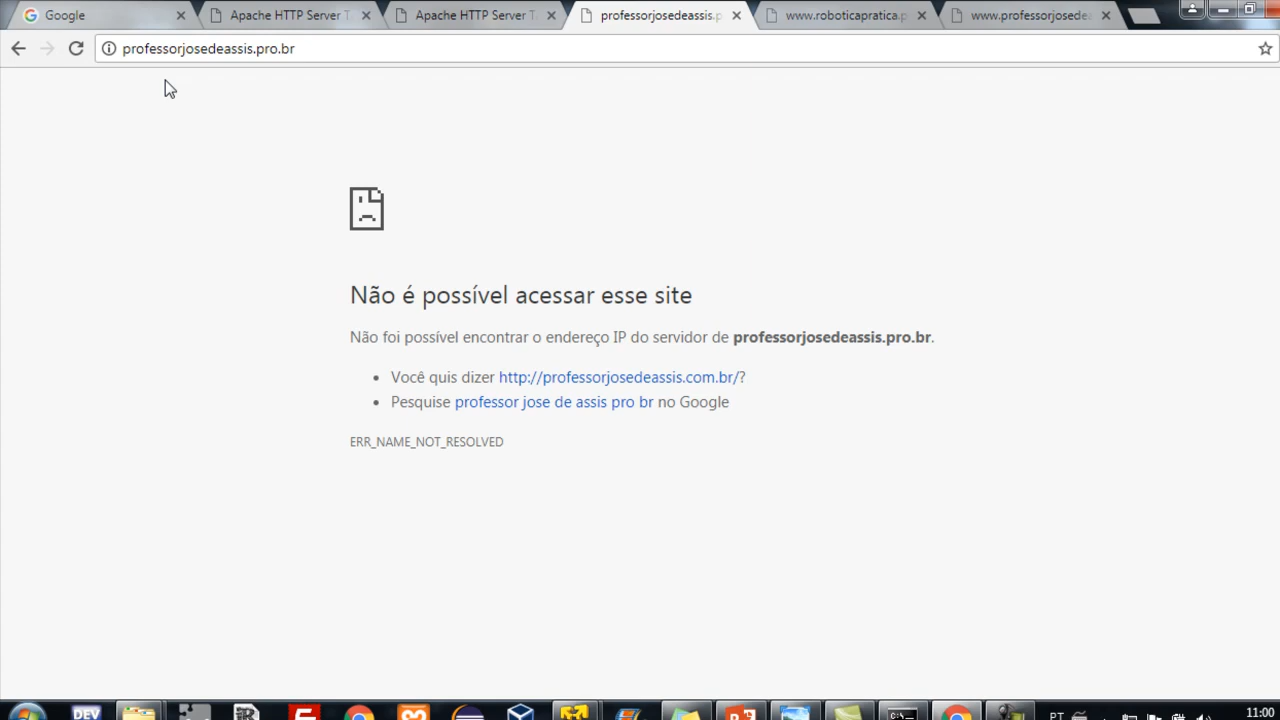 Google
Apache HTTP Server T
Apache HTTP Server T
professorjosedeassis.p
www.roboticapratica.p
www.professorjosede
professorjosedeassis.pro.br
Não é possível acessar esse site
Não foi possível encontrar o endereço IP do servidor de professorjosedeassis.pro.br.
Você quis dizer http://professorjosedeassis.com.br/?
Pesquise professor jose de assis pro br no Google
ERR_NAME_NOT_RESOLVED
DEV
PT
11:00